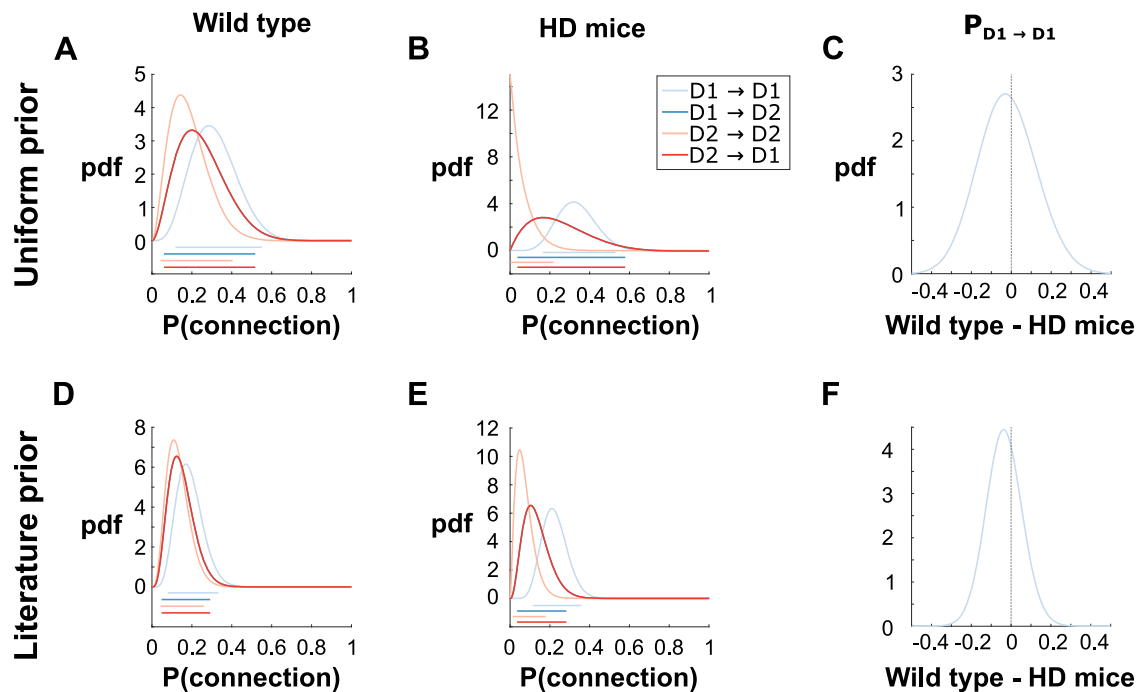 Wild type
HD mice
P D1 → D1
A
B
C
Uniform prior
pdf
5
4
3
2
1
0
0 0.2 0.4 0.6 0.8 1
P(connection)
pdf
12
8
4
0
0 0.2 0.4 0.6 0.8 1
P(connection)
D1 → D1
D1 → D2
D2 → D2
D2 → D1
pdf
4
3
2
1
0
-0.4 -0.2 0 0.2 0.4
Wild type - HD mice
D
E
F
Literature prior
pdf
8
6
4
2
0
0 0.2 0.4 0.6 0.8 1
P(connection)
pdf
12
10
8
6
4
2
0
0 0.2 0.4 0.6 0.8 1
P(connection)
4
3
2
1
0
-0.4 -0.2 0 0.2 0.4
Wild type - HD mice